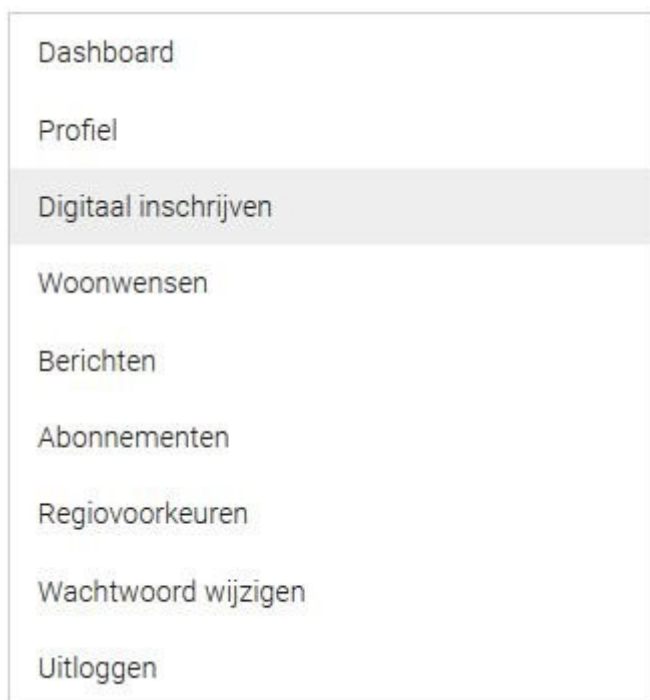 Dashboard
Profiel
Digitaal inschrijven
Woonwensen
Berichten
Abonnementen
Regiovoorkeuren
Wachtwoord wijzigen
Uitloggen